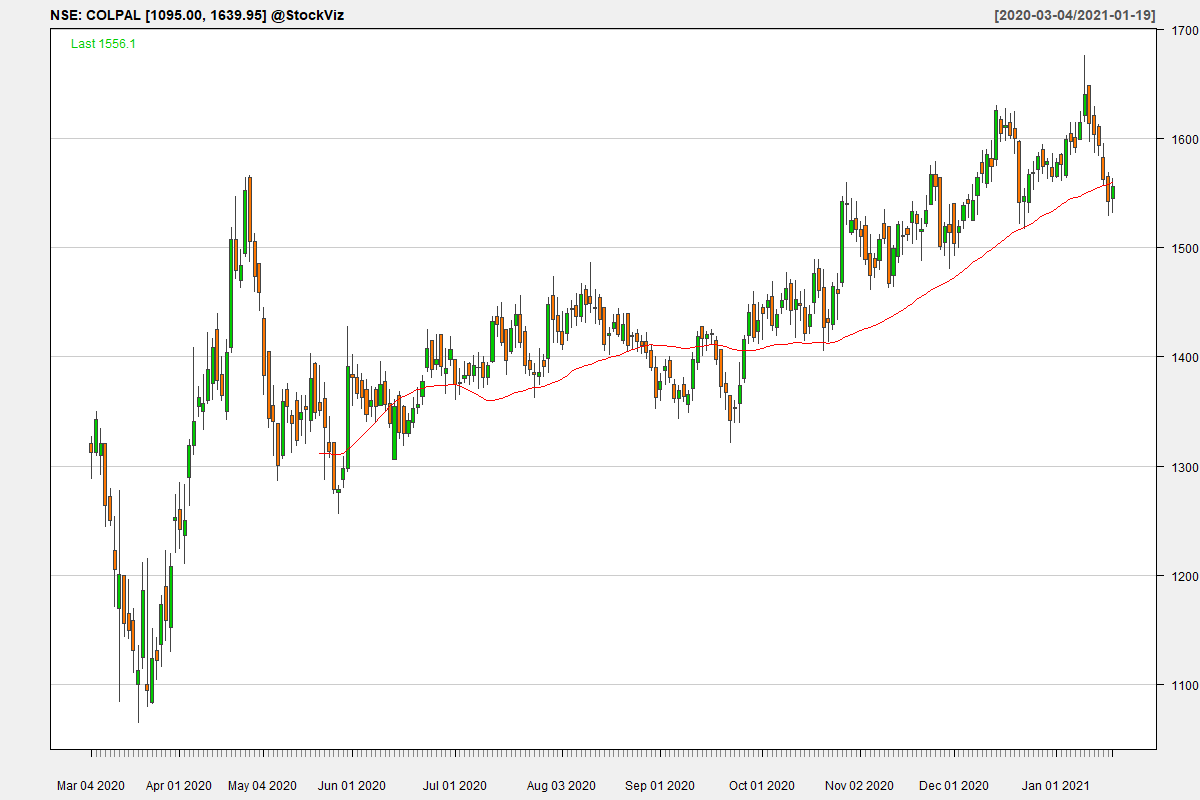 NSE: COLPAL [1095.00, 1639.95] @StockViz
[2020-03-04/2021-01-19]
Last 1556.1
1700
1600
1500
1400
1300
1200
1100
Mar 04 2020 Apr 01 2020 May 04 2020 Jun 01 2020 Jul 01 2020 Aug 03 2020 Sep 01 2020 Oct 01 2020 Nov 02 2020 Dec 01 2020 Jan 01 2021